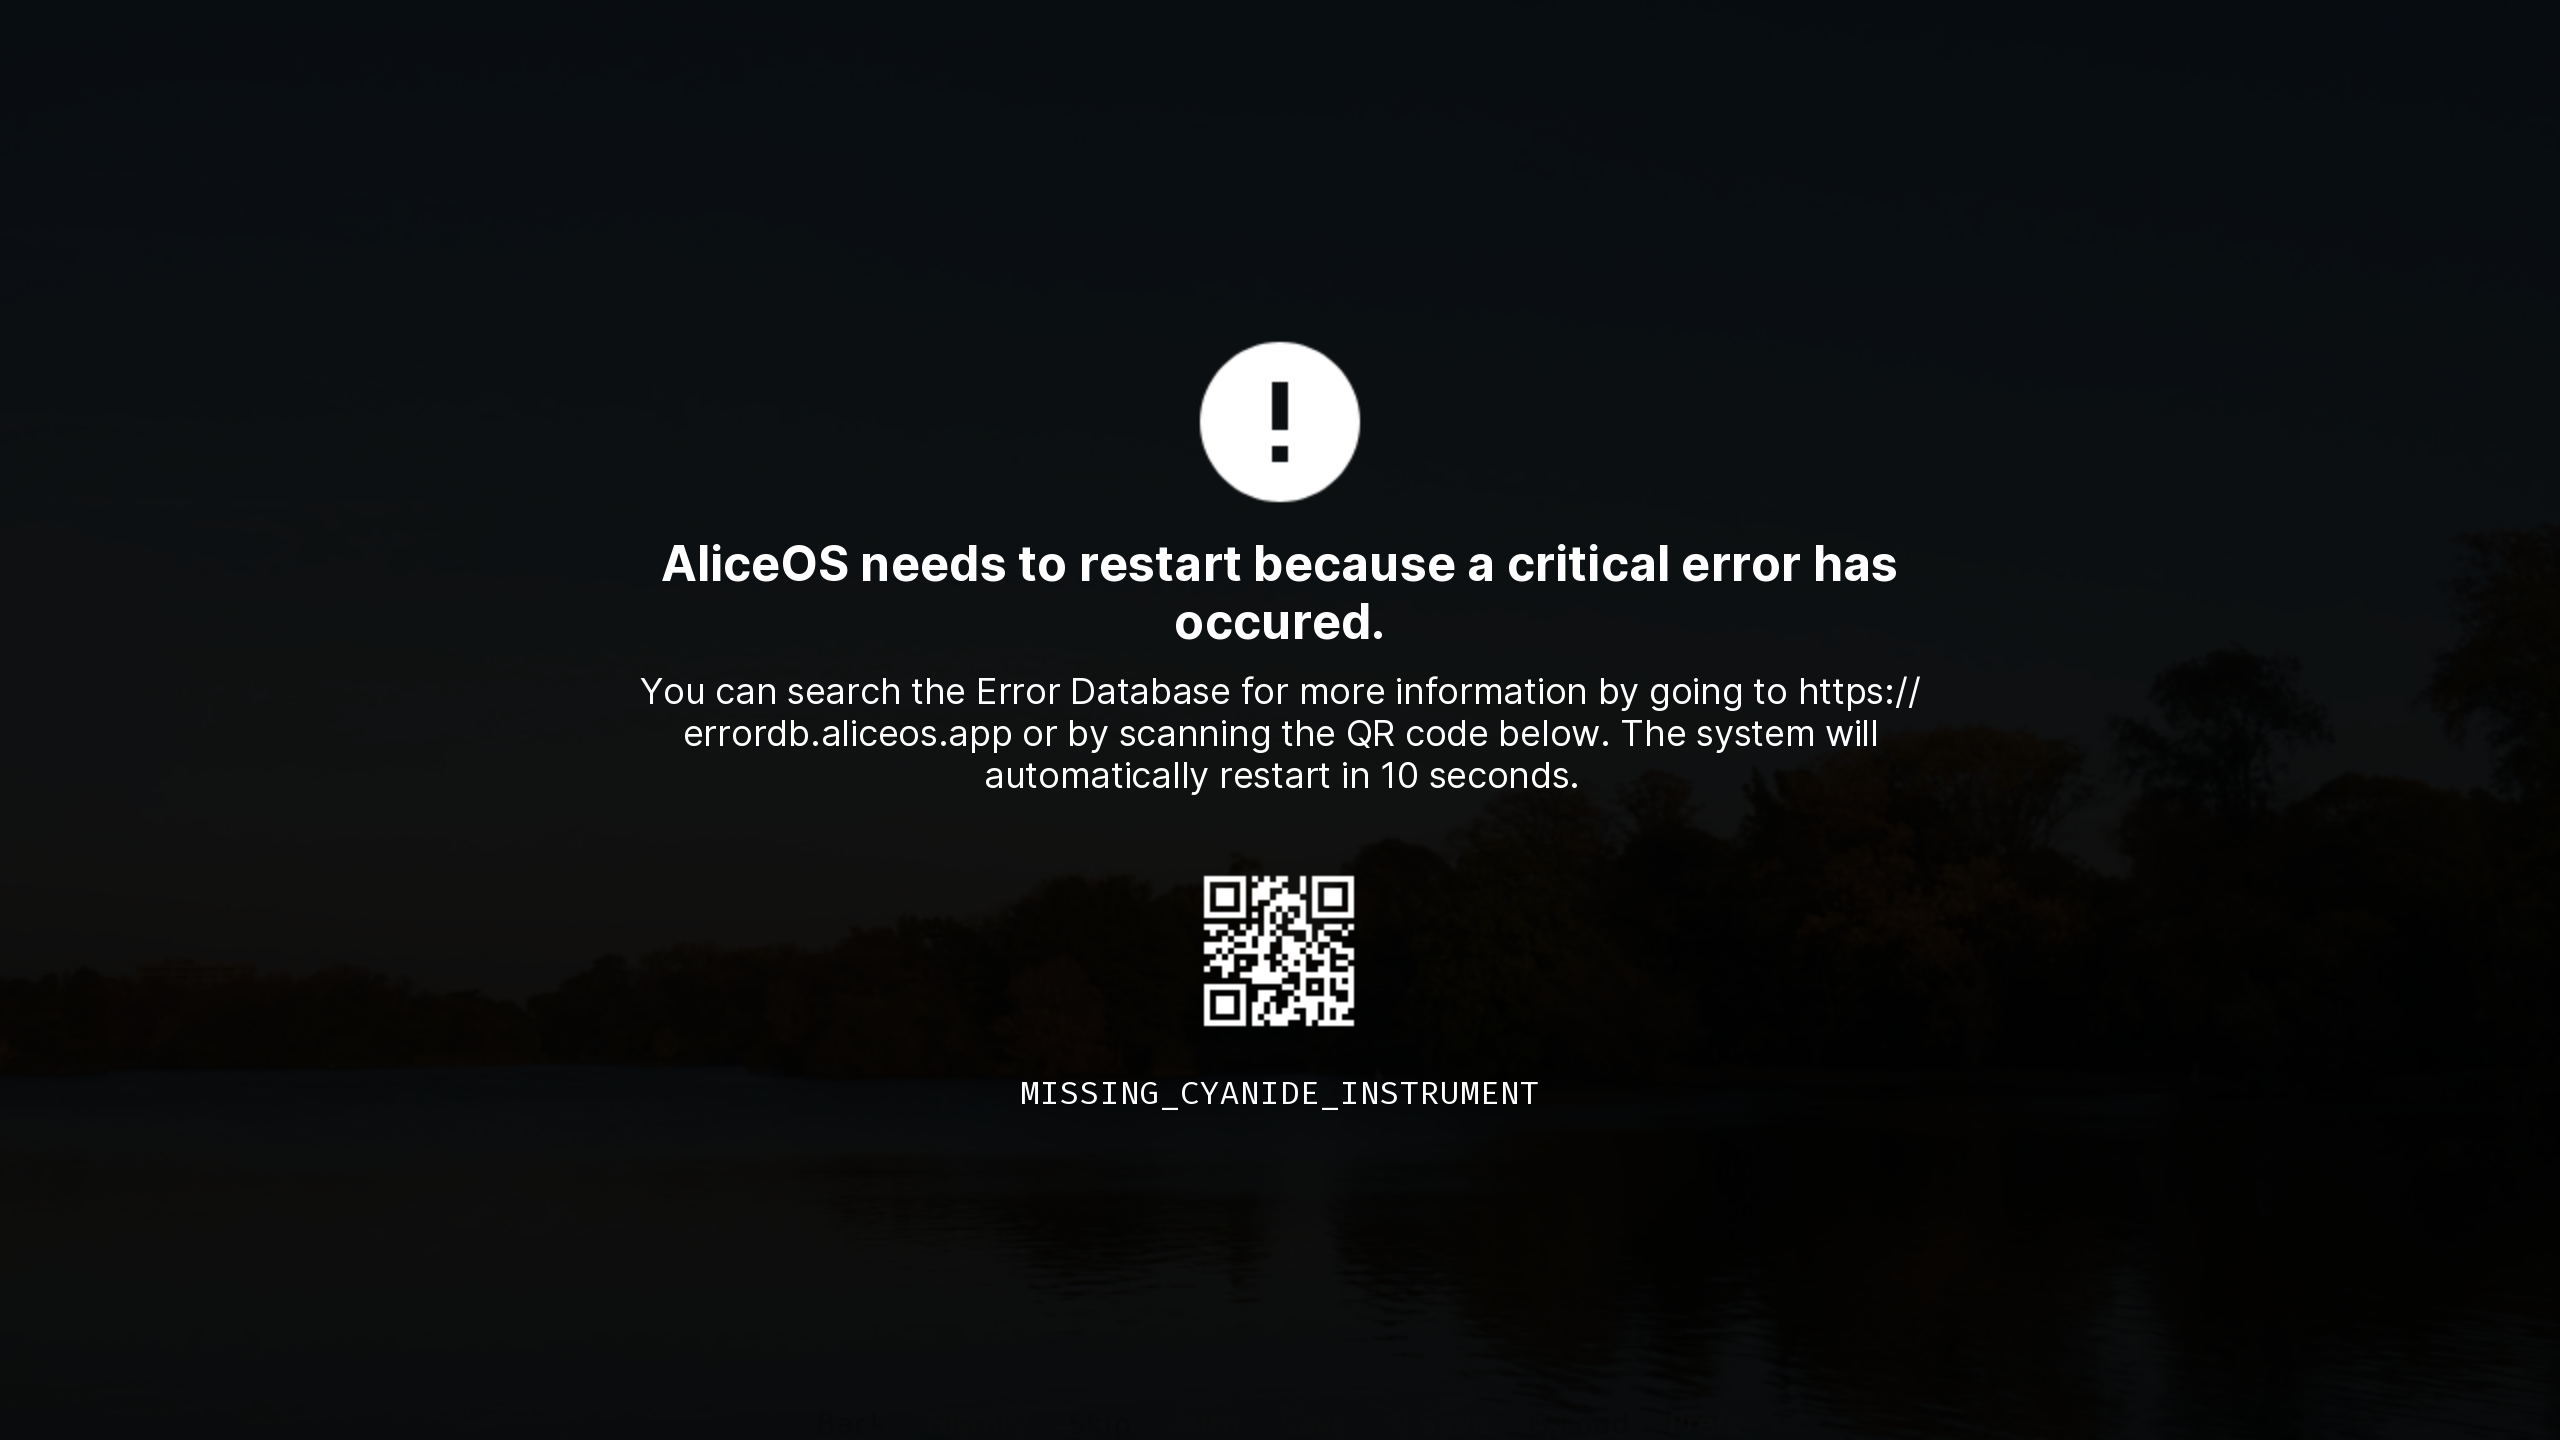 AliceOS needs to restart because a critical error has
occured.
You can search the Error Database for more information by going to https://
errordb.aliceos.app or by scanning the QR code below. The system will
automatically restart in 10 seconds.
MISSING_CYANIDE_INSTRUMENT